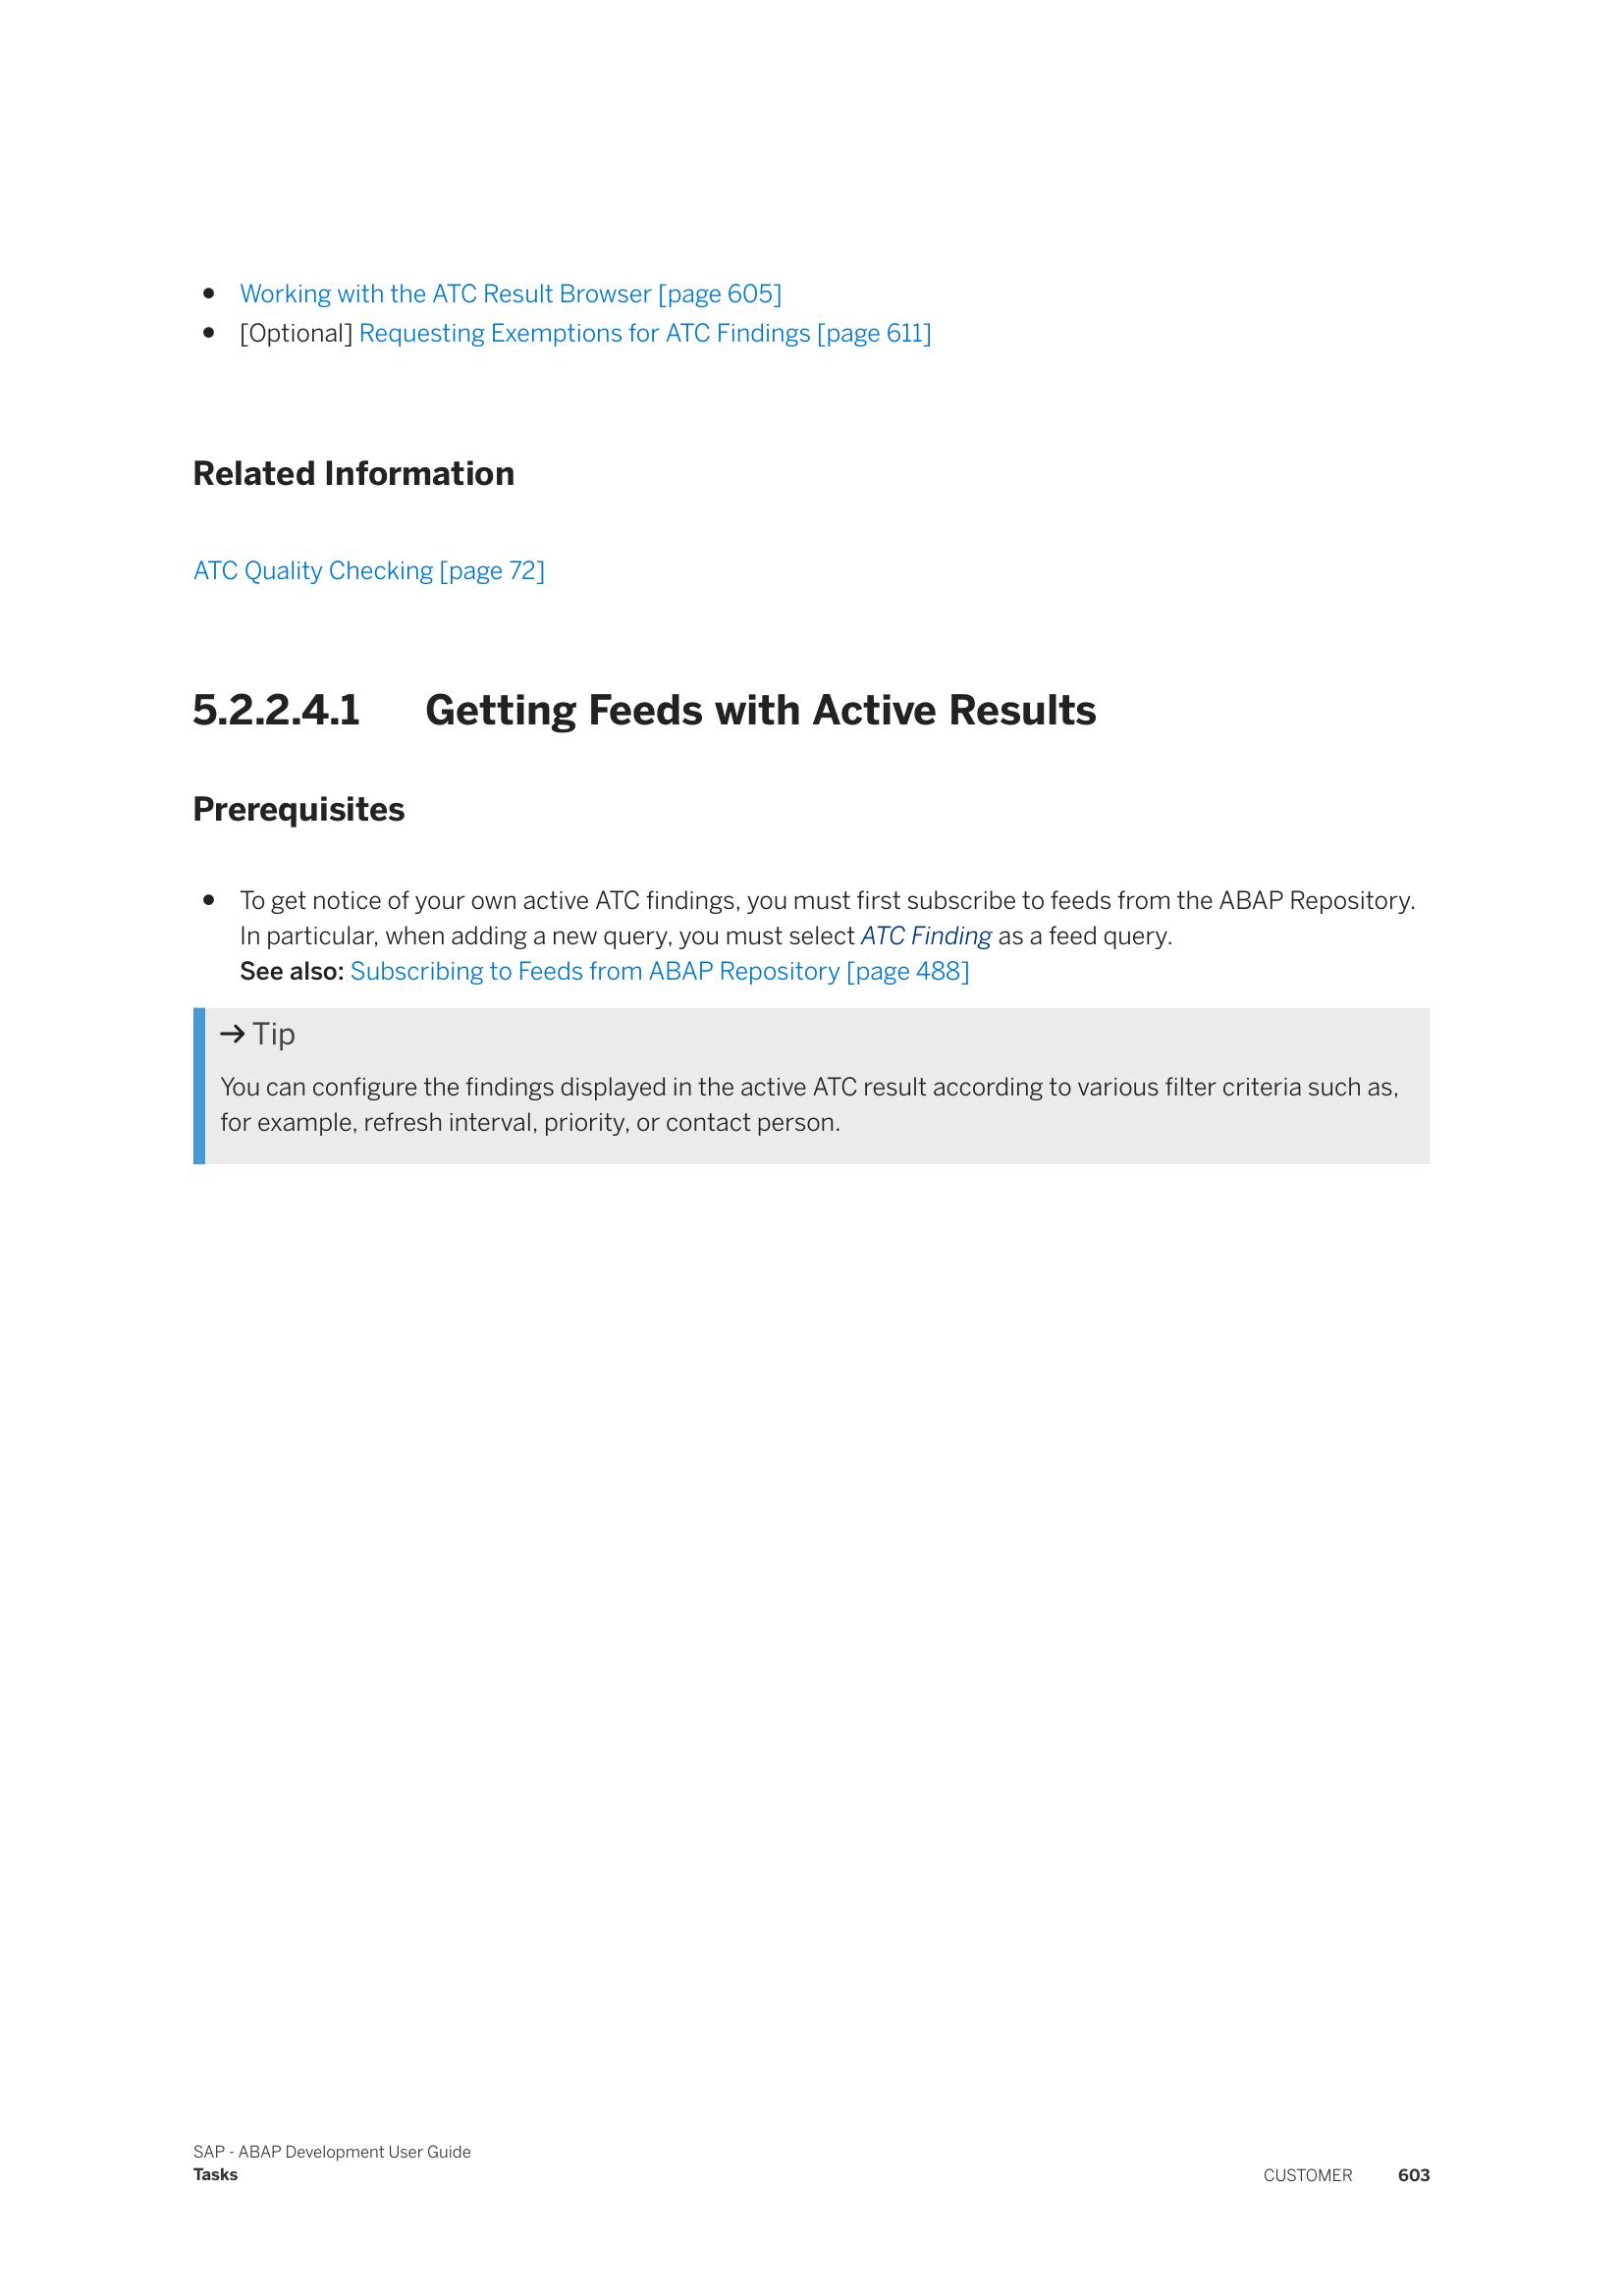 • Working with the ATC Result Browser [page 605]
• [Optional] Requesting Exemptions for ATC Findings [page 611]
Related Information
ATC Quality Checking [page 72]
5.2.2.4.1 Getting Feeds with Active Results
Prerequisites
• To get notice of your own active ATC findings, you must first subscribe to feeds from the ABAP Repository.
In particular, when adding a new query, you must select ATC Finding as a feed query.
See also: Subscribing to Feeds from ABAP Repository [page 488]
→ Tip
You can configure the findings displayed in the active ATC result according to various filter criteria such as,
for example, refresh interval, priority, or contact person.
SAP - ABAP Development User Guide
Tasks
CUSTOMER 603